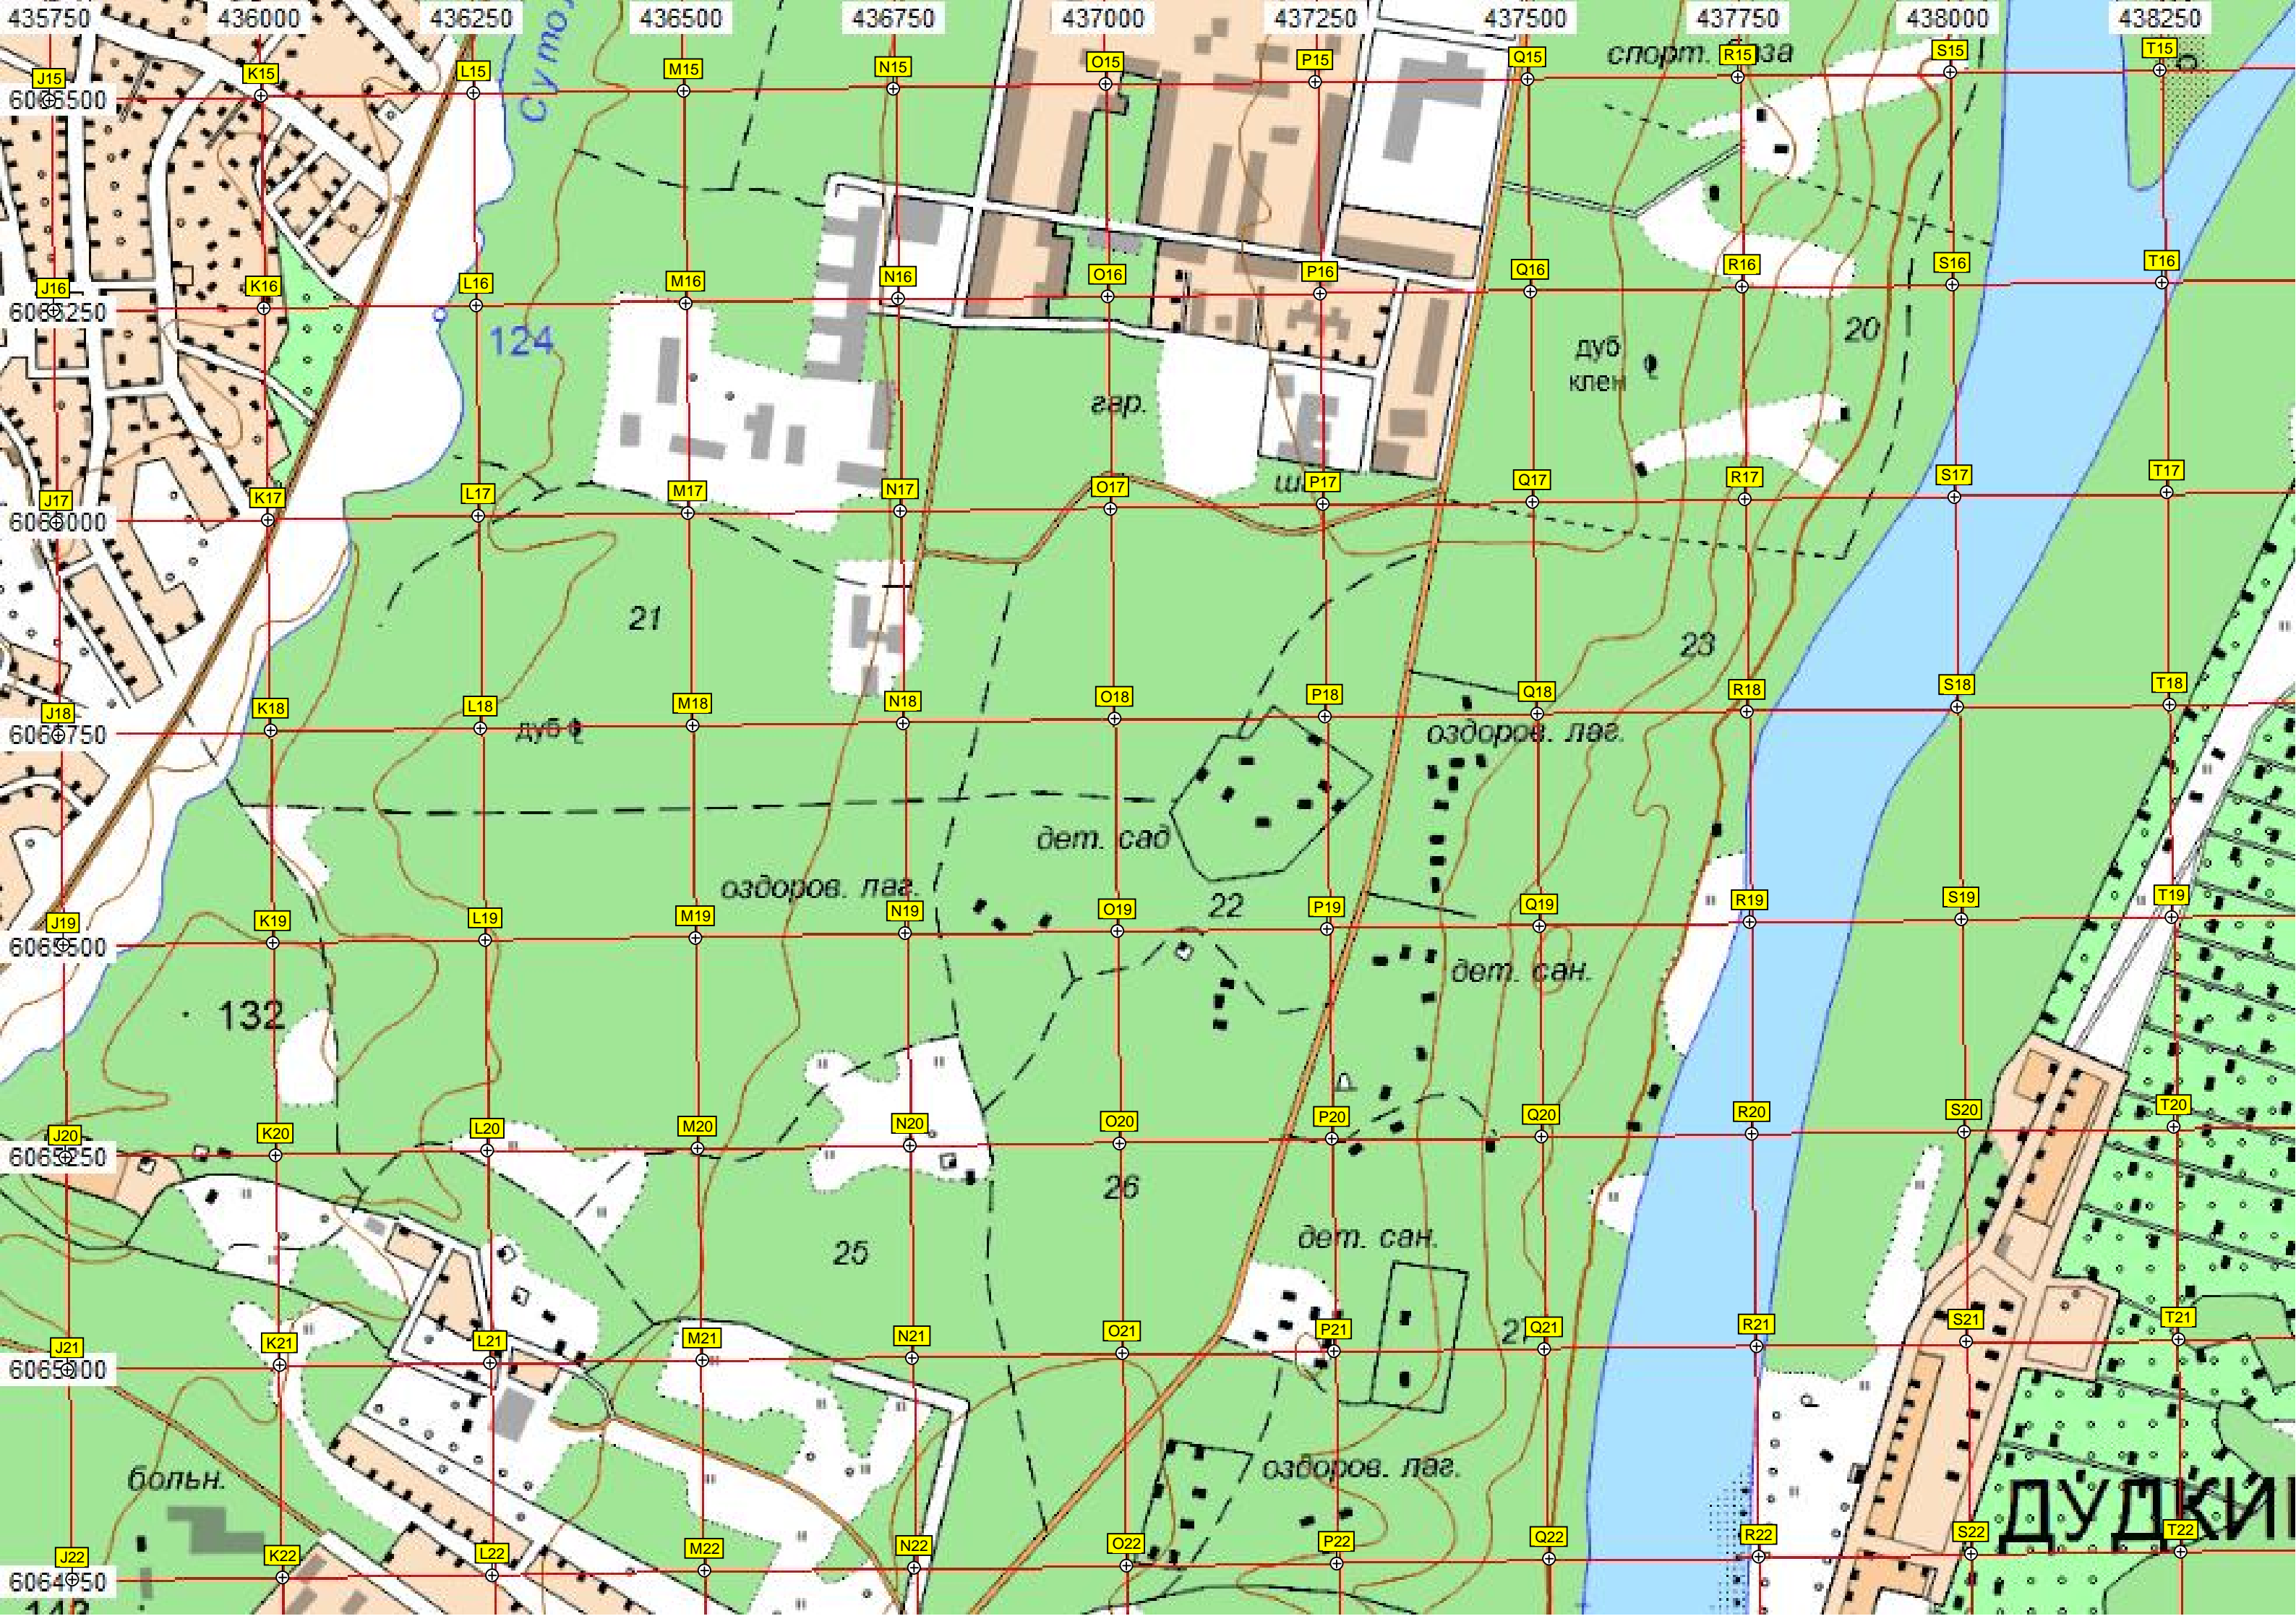 435750 436000 436250 436500 436750 437000 437250 437500 437750 438000 438250
спорт.
J15 K15 L15 M15 N15 O15 P15 Q15 R15 S15 T15
J16 K16 L16 M16 N16 O16 P16 Q16 R16 S16 T16
124
20
дуб
клен
гар.
J17 K17 L17 M17 N17 O17 P17 Q17 R17 S17 T17
21
23
J18 K18 L18 M18 N18 O18 P18 Q18 R18 S18 T18
дуб
оздоров. лаг.
дет. сад
оздоров. лаг.
22
J19 K19 L19 M19 N19 O19 P19 Q19 R19 S19 T19
дет. сан.
132
J20 K20 L20 M20 N20 O20 P20 Q20 R20 S20 T20
26
дет. сан.
25
J21 K21 L21 M21 N21 O21 P21 Q21 R21 S21 T21
больн.
оздоров. лаг.
J22 K22 L22 M22 N22 O22 P22 Q22 R22 S22 T22